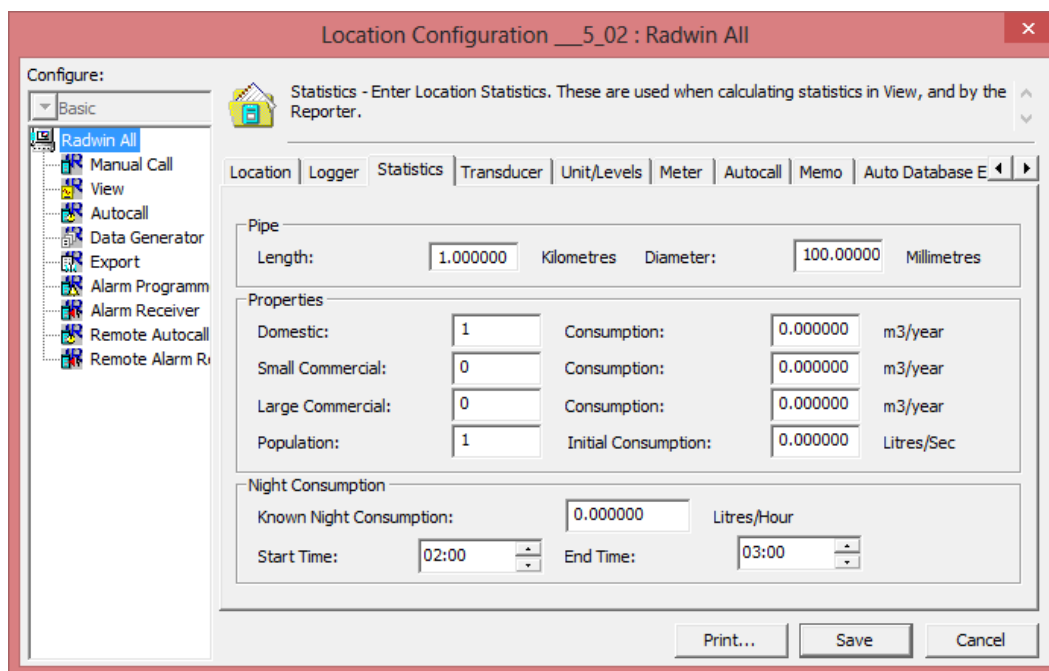 Location Configuration ___5_02 : Radwin All
Configure:
Basic
Radwin All
Manual Call
View
Autocall
Data Generator
Export
Alarm Programm
Alarm Receiver
Remote Autocall
Remote Alarm Re
Statistics - Enter Location Statistics. These are used when calculating statistics in View, and by the
Reporter.
Location Logger Statistics Transducer Unit/Levels Meter Autocall Memo Auto Database E
Pipe
Length: 1.000000 Kilometres Diameter: 100.00000 Millimetres
Properties
Domestic: 1 Consumption: 0.000000 m3/year
Small Commercial: 0 Consumption: 0.000000 m3/year
Large Commercial: 0 Consumption: 0.000000 m3/year
Population: 1 Initial Consumption: 0.000000 Litres/Sec
Night Consumption
Known Night Consumption: 0.000000 Litres/Hour
Start Time: 02:00 End Time: 03:00
Print... Save Cancel